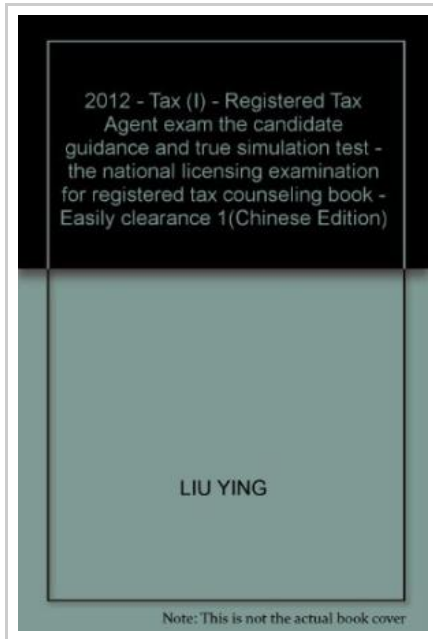 2012 - Tax (I) - Registered Tax
Agent exam the candidate
guidance and true simulation test -
the national licensing examination
for registered tax counseling book -
Easily clearance 1(Chinese Edition)
LIU YING
Note: This is not the actual book cover